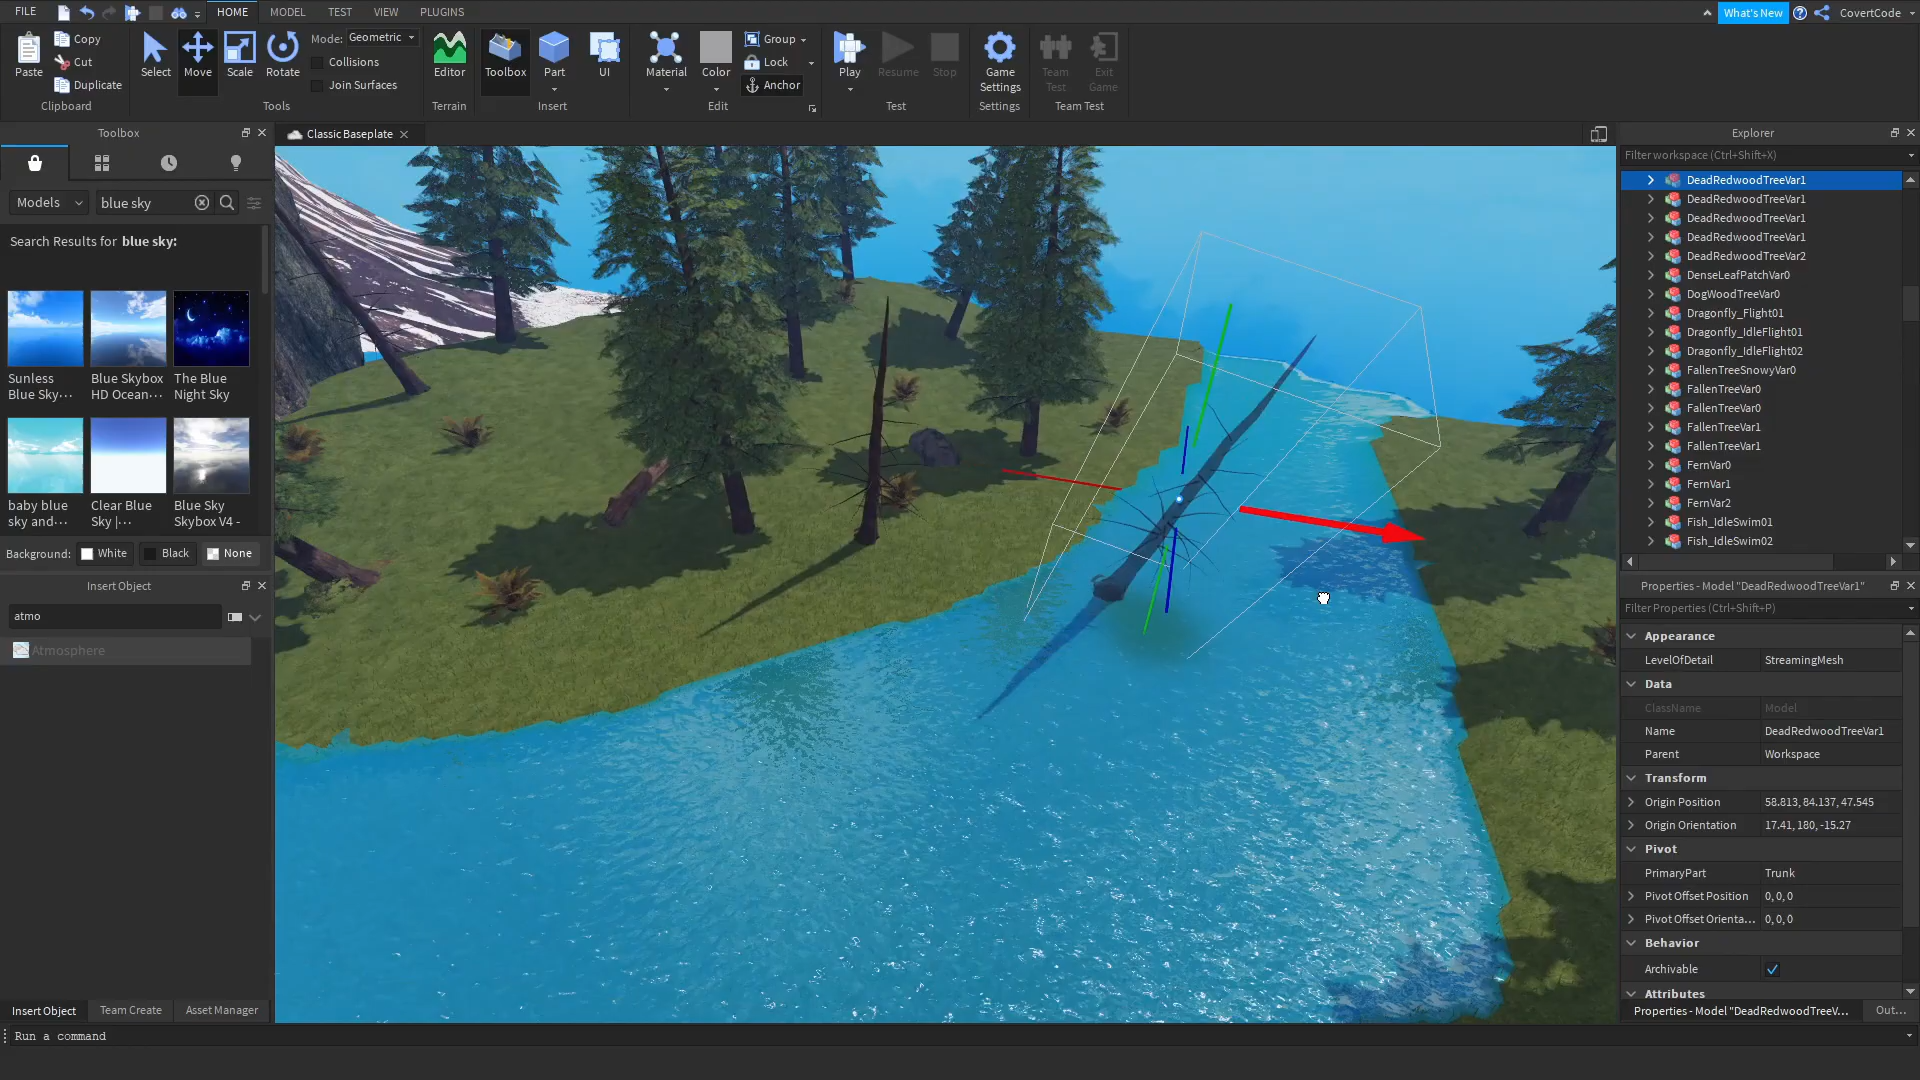 FILE HOME MODEL TEST VIEW PLUGINS What's New CovertCode
Paste Copy Cut Duplicate Clipboard
Select Move Scale Rotate Mode: Geometric Collisions Join Surfaces Tools
Editor Terrain
Toolbox Part UI Insert
Material Color Group Lock Anchor Edit
Play Resume Stop Test
Game Settings Settings
Team Test Exit Game Team Test
Toolbox
Classic Baseplate
Models blue sky
Search Results for blue sky:
Sunless Blue Sky...
Blue Skybox HD Ocean...
The Blue Night Sky
baby blue sky and...
Clear Blue Sky |...
Blue Sky Skybox V4 -
Background: White Black None
Insert Object
atmo
Atmosphere
Insert Object Team Create Asset Manager
Run a command
Explorer
Filter workspace (Ctrl+Shift+X)
DeadRedwoodTreeVar1
DeadRedwoodTreeVar1
DeadRedwoodTreeVar1
DeadRedwoodTreeVar1
DeadRedwoodTreeVar2
DenseLeafPatchVar0
DogWoodTreeVar0
Dragonfly_Flight01
Dragonfly_IdleFlight01
Dragonfly_IdleFlight02
FallenTreeSnowyVar0
FallenTreeVar0
FallenTreeVar0
FallenTreeVar1
FallenTreeVar1
FernVar0
FernVar1
FernVar2
Fish_IdleSwim01
Fish_IdleSwim02
Properties - Model "DeadRedwoodTreeVar1"
Filter Properties (Ctrl+Shift+P)
Appearance
LevelOfDetail StreamingMesh
Data
ClassName Model
Name DeadRedwoodTreeVar1
Parent Workspace
Transform
Origin Position 58.813, 84.137, 47.545
Origin Orientation 17.41, 180, -15.27
Pivot
PrimaryPart Trunk
Pivot Offset Position 0, 0, 0
Pivot Offset Orienta... 0, 0, 0
Behavior
Archivable
Attributes
Properties - Model "DeadRedwoodTreeV... Out...